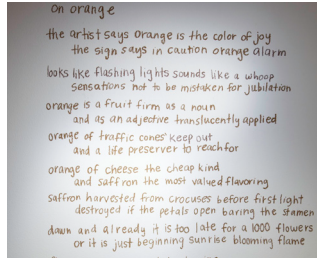 on orange
the artist says orange is the color of joy
the sign says in caution orange alarm
looks like flashing lights sounds like a whoop
sensations not to be mistaken for jubilation
orange is a fruit firm as a noun
and as an adjective translucently applied
orange of traffic cones' keep out
and a life preserver to reach for
orange of cheese the cheap kind
and saffron the most valued flavoring
saffron harvested from crocuses before first light
destroyed if the petals open baring the stamen
dawn and already it is too late for a 1000 flowers
or it is just beginning sunrise blooming flame